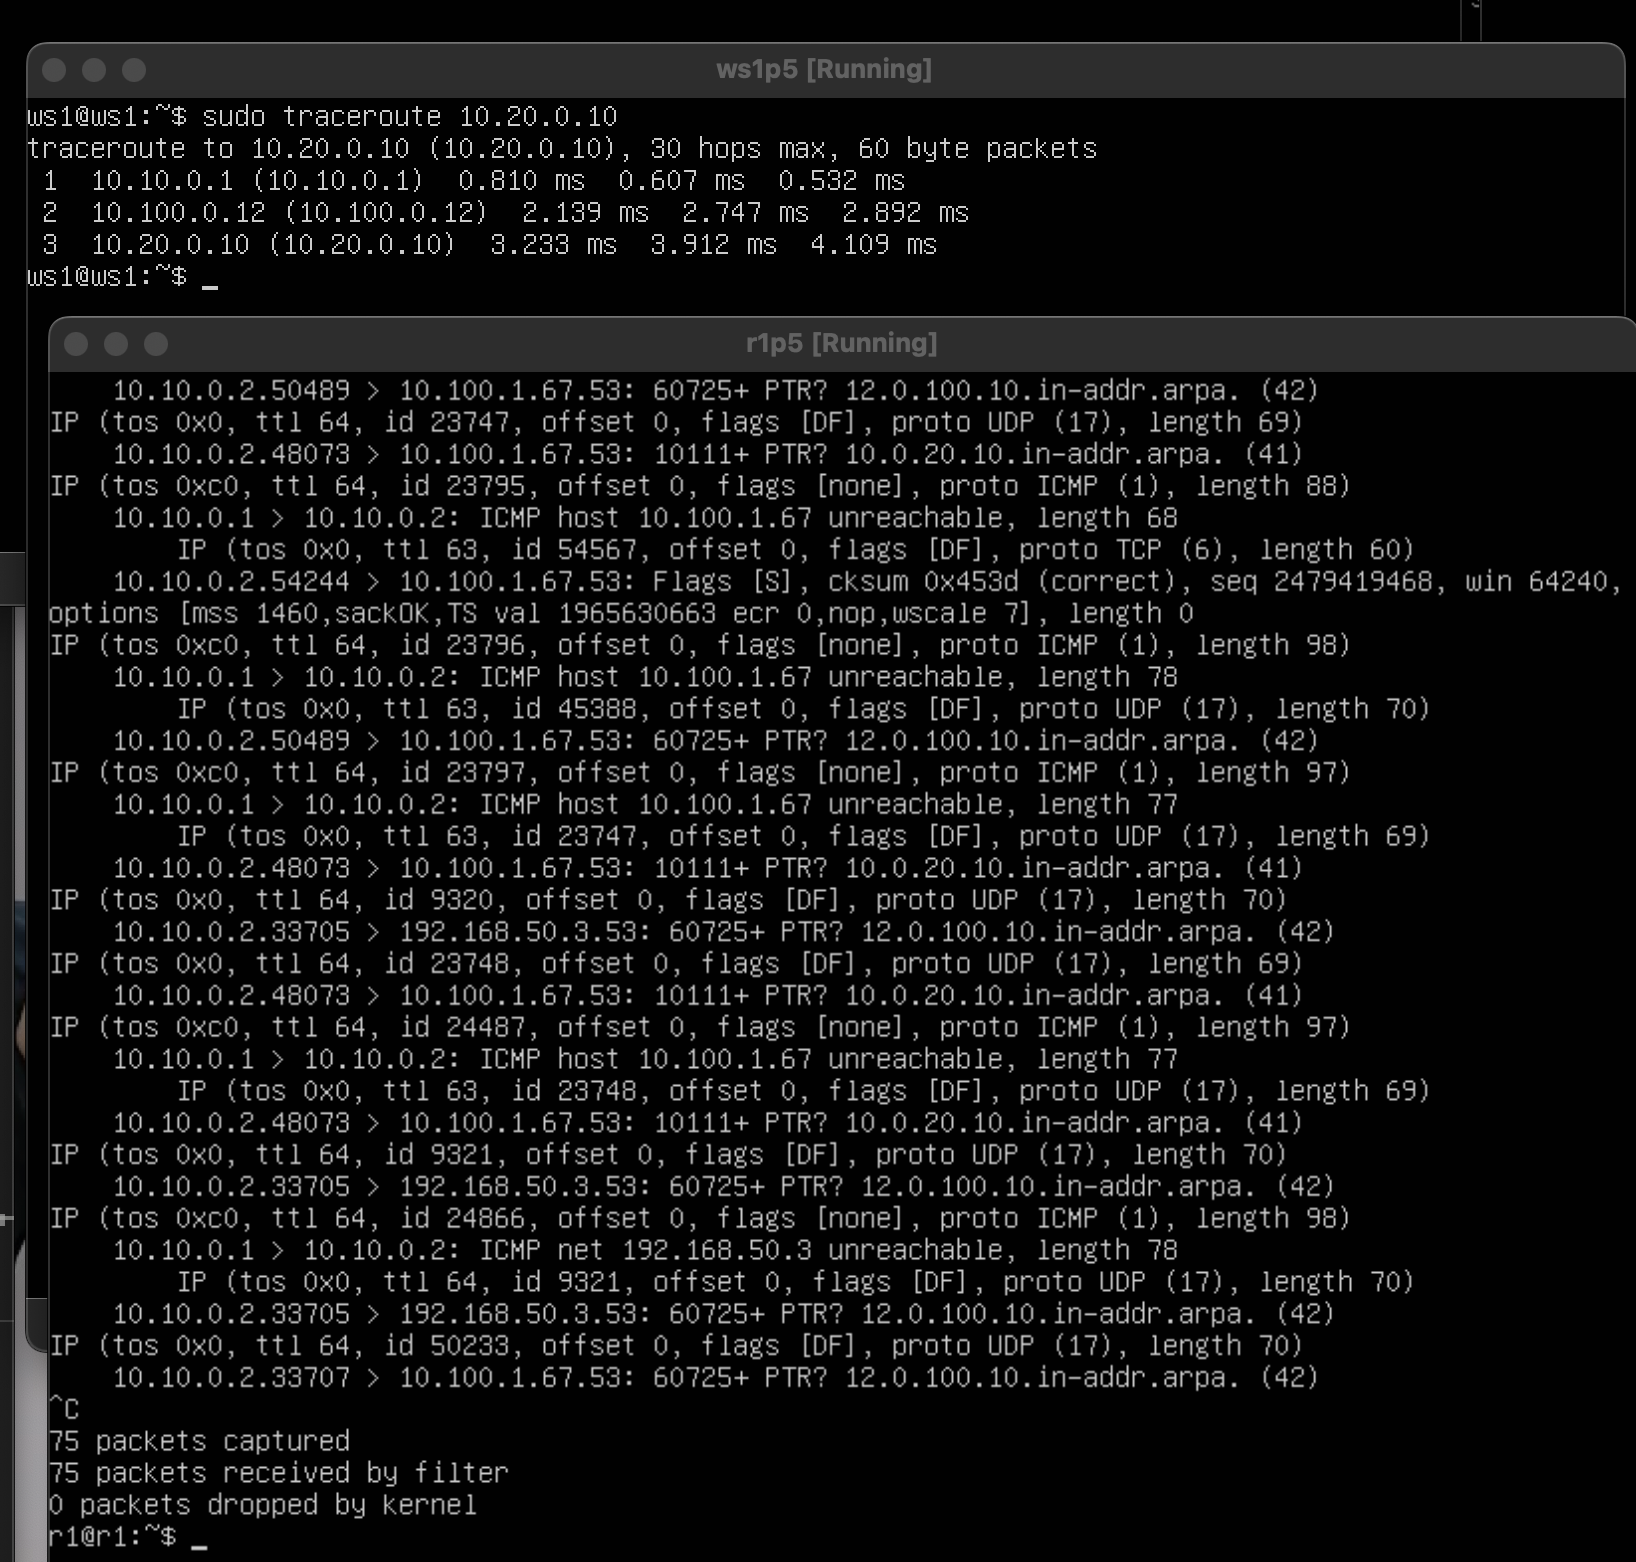 ws1p5 [Running]
ws1@ws1:~$ sudo traceroute 10.20.0.10
traceroute to 10.20.0.10 (10.20.0.10), 30 hops max, 60 byte packets
 1  10.10.0.1 (10.10.0.1)  0.810 ms  0.607 ms  0.532 ms
 2  10.100.0.12 (10.100.0.12)  2.139 ms  2.747 ms  2.892 ms
 3  10.20.0.10 (10.20.0.10)  3.233 ms  3.912 ms  4.109 ms
ws1@ws1:~$ _
r1p5 [Running]
    10.10.0.2.50489 > 10.100.1.67.53: 60725+ PTR? 12.0.100.10.in-addr.arpa. (42)
IP (tos 0x0, ttl 64, id 23747, offset 0, flags [DF], proto UDP (17), length 69)
    10.10.0.2.48073 > 10.100.1.67.53: 10111+ PTR? 10.0.20.10.in-addr.arpa. (41)
IP (tos 0xc0, ttl 64, id 23795, offset 0, flags [none], proto ICMP (1), length 88)
    10.10.0.1 > 10.10.0.2: ICMP host 10.100.1.67 unreachable, length 68
        IP (tos 0x0, ttl 63, id 54567, offset 0, flags [DF], proto TCP (6), length 60)
    10.10.0.2.54244 > 10.100.1.67.53: Flags [S], cksum 0x453d (correct), seq 2479419468, win 64240,
options [mss 1460,sackOK,TS val 1965630663 ecr 0,nop,wscale 7], length 0
IP (tos 0xc0, ttl 64, id 23796, offset 0, flags [none], proto ICMP (1), length 98)
    10.10.0.1 > 10.10.0.2: ICMP host 10.100.1.67 unreachable, length 78
        IP (tos 0x0, ttl 63, id 45388, offset 0, flags [DF], proto UDP (17), length 70)
    10.10.0.2.50489 > 10.100.1.67.53: 60725+ PTR? 12.0.100.10.in-addr.arpa. (42)
IP (tos 0xc0, ttl 64, id 23797, offset 0, flags [none], proto ICMP (1), length 97)
    10.10.0.1 > 10.10.0.2: ICMP host 10.100.1.67 unreachable, length 77
        IP (tos 0x0, ttl 63, id 23747, offset 0, flags [DF], proto UDP (17), length 69)
    10.10.0.2.48073 > 10.100.1.67.53: 10111+ PTR? 10.0.20.10.in-addr.arpa. (41)
IP (tos 0x0, ttl 64, id 9320, offset 0, flags [DF], proto UDP (17), length 70)
    10.10.0.2.33705 > 192.168.50.3.53: 60725+ PTR? 12.0.100.10.in-addr.arpa. (42)
IP (tos 0x0, ttl 64, id 23748, offset 0, flags [DF], proto UDP (17), length 69)
    10.10.0.2.48073 > 10.100.1.67.53: 10111+ PTR? 10.0.20.10.in-addr.arpa. (41)
IP (tos 0xc0, ttl 64, id 24487, offset 0, flags [none], proto ICMP (1), length 97)
    10.10.0.1 > 10.10.0.2: ICMP host 10.100.1.67 unreachable, length 77
        IP (tos 0x0, ttl 63, id 23748, offset 0, flags [DF], proto UDP (17), length 69)
    10.10.0.2.48073 > 10.100.1.67.53: 10111+ PTR? 10.0.20.10.in-addr.arpa. (41)
IP (tos 0x0, ttl 64, id 9321, offset 0, flags [DF], proto UDP (17), length 70)
    10.10.0.2.33705 > 192.168.50.3.53: 60725+ PTR? 12.0.100.10.in-addr.arpa. (42)
IP (tos 0xc0, ttl 64, id 24866, offset 0, flags [none], proto ICMP (1), length 98)
    10.10.0.1 > 10.10.0.2: ICMP net 192.168.50.3 unreachable, length 78
        IP (tos 0x0, ttl 64, id 9321, offset 0, flags [DF], proto UDP (17), length 70)
    10.10.0.2.33705 > 192.168.50.3.53: 60725+ PTR? 12.0.100.10.in-addr.arpa. (42)
IP (tos 0x0, ttl 64, id 50233, offset 0, flags [DF], proto UDP (17), length 70)
    10.10.0.2.33707 > 10.100.1.67.53: 60725+ PTR? 12.0.100.10.in-addr.arpa. (42)
^C
75 packets captured
75 packets received by filter
0 packets dropped by kernel
r1@r1:~$ _